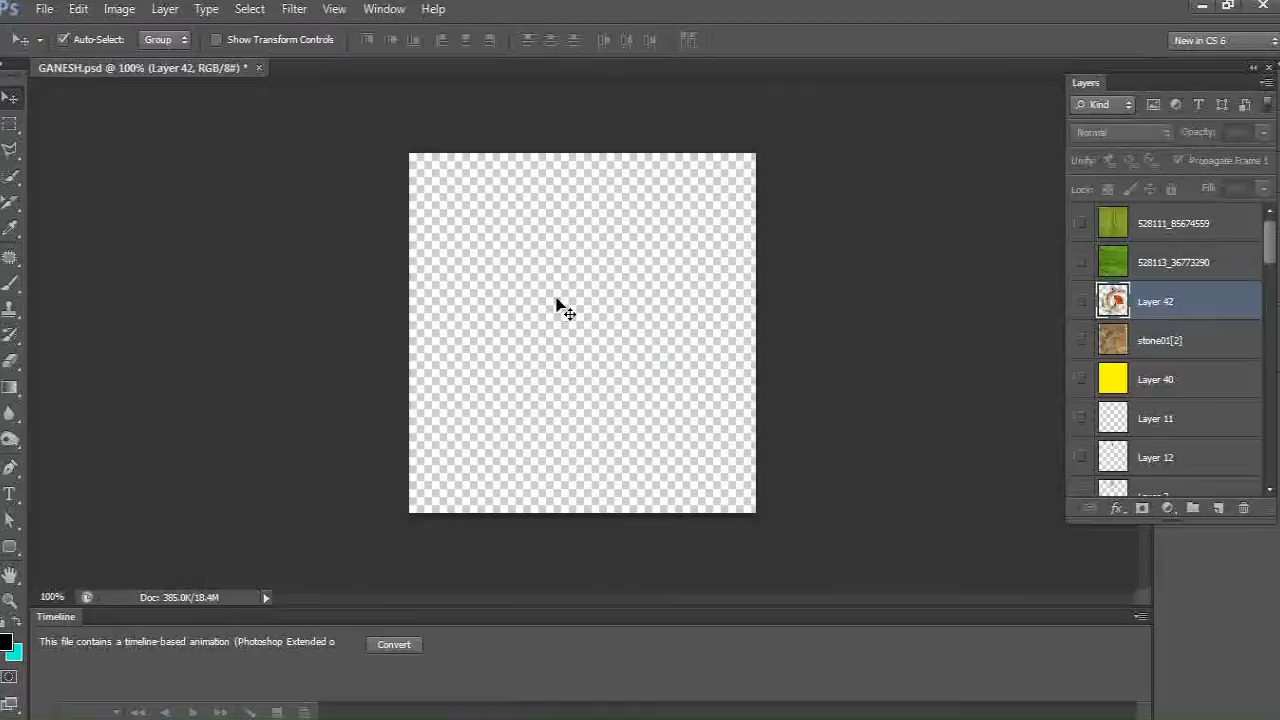 Ps File Edit Image Layer Type Select Filter View Window Help
Auto-Select: Group Show Transform Controls New in CS 6
GANESH.psd @ 100% (Layer 42, RGB/8#) * ×
Layers
Kind
Normal Opacity:
Unify: Propagate Frame 1
Lock: Fill:
528111_85674559
528113_36773290
Layer 42
stone01[2]
Layer 40
Layer 11
Layer 12
fx
100% Doc: 385.0K/18.4M
Timeline
This file contains a timeline-based animation (Photoshop Extended o Convert